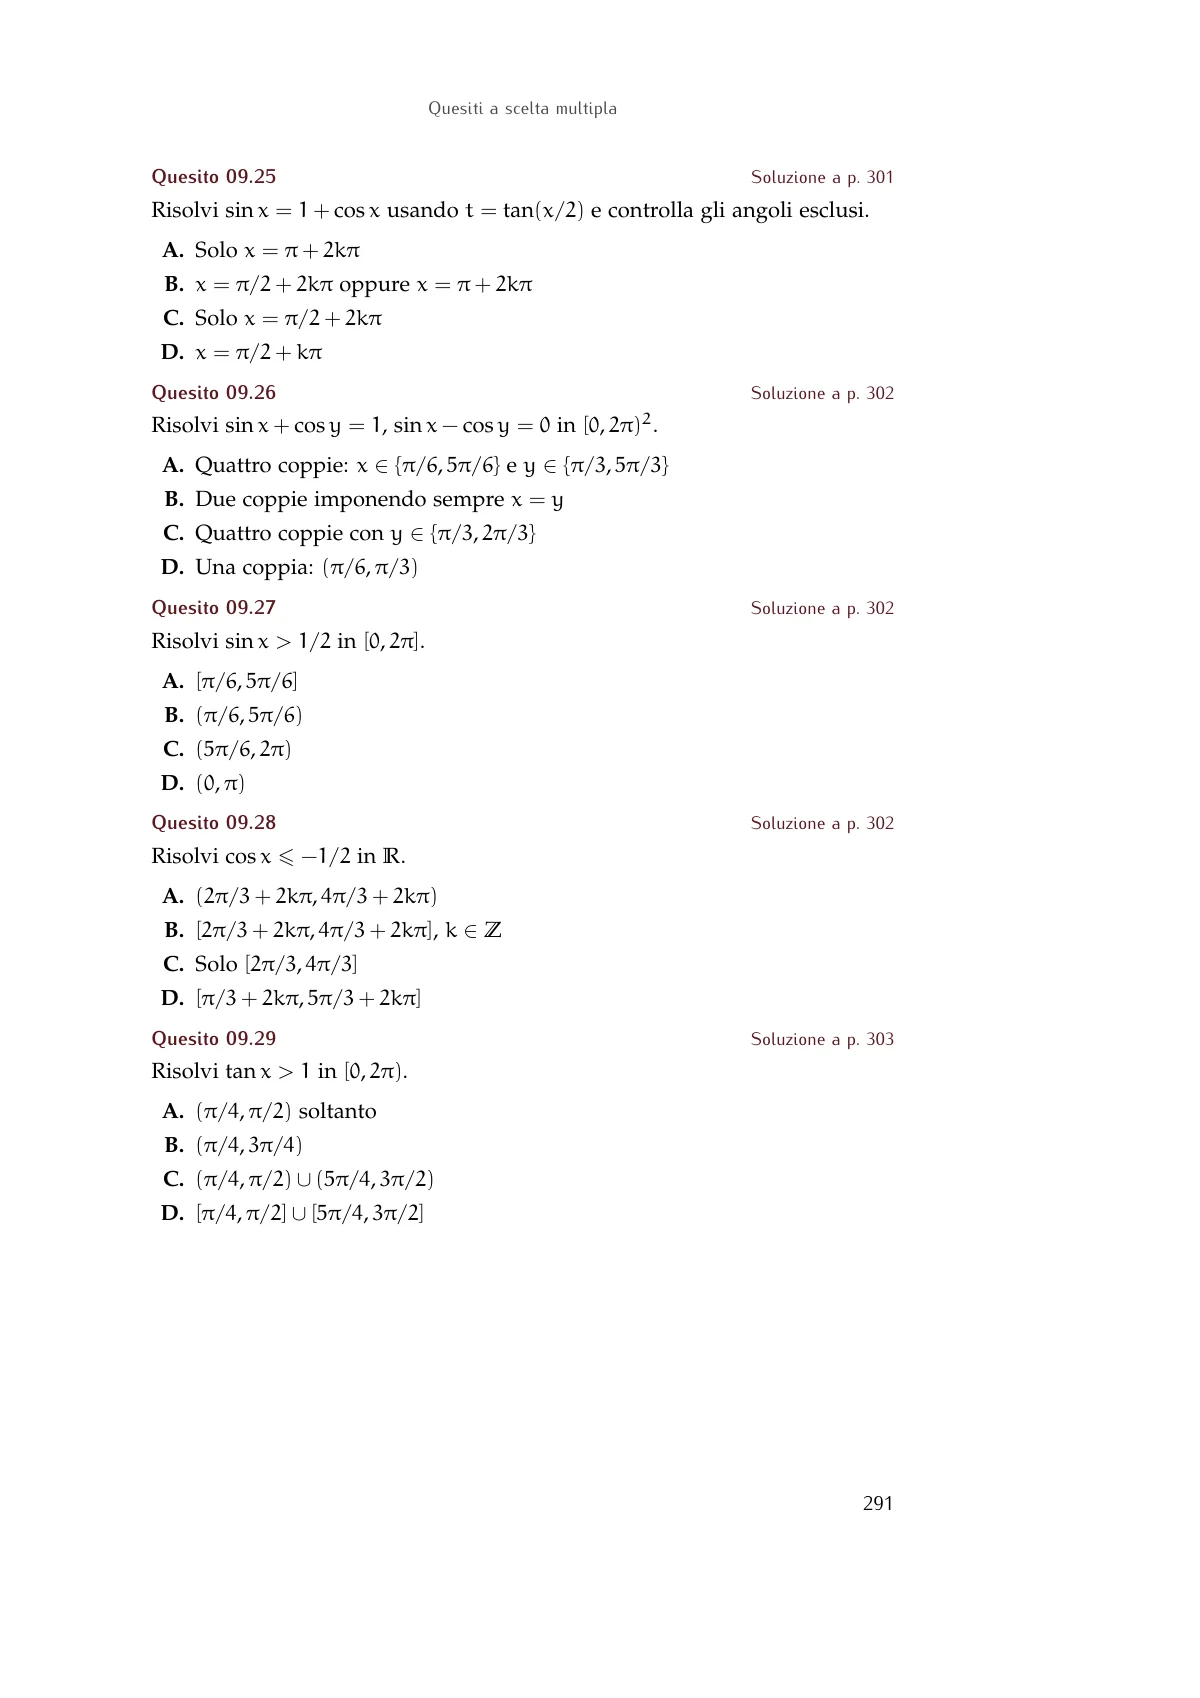 Quesiti a scelta multipla
Quesito 09.25 Soluzione a p. 301
Risolvi sin x = 1 + cos x usando t = tan(x/2) e controlla gli angoli esclusi.
A. Solo x = π + 2kπ
B. x = π/2 + 2kπ oppure x = π + 2kπ
C. Solo x = π/2 + 2kπ
D. x = π/2 + kπ
Quesito 09.26 Soluzione a p. 302
Risolvi sin x + cos y = 1, sin x − cos y = 0 in [0, 2π)².
A. Quattro coppie: x ∈ {π/6, 5π/6} e y ∈ {π/3, 5π/3}
B. Due coppie imponendo sempre x = y
C. Quattro coppie con y ∈ {π/3, 2π/3}
D. Una coppia: (π/6, π/3)
Quesito 09.27 Soluzione a p. 302
Risolvi sin x > 1/2 in [0, 2π].
A. [π/6, 5π/6]
B. (π/6, 5π/6)
C. (5π/6, 2π)
D. (0, π)
Quesito 09.28 Soluzione a p. 302
Risolvi cos x ⩽ −1/2 in ℝ.
A. (2π/3 + 2kπ, 4π/3 + 2kπ)
B. [2π/3 + 2kπ, 4π/3 + 2kπ], k ∈ ℤ
C. Solo [2π/3, 4π/3]
D. [π/3 + 2kπ, 5π/3 + 2kπ]
Quesito 09.29 Soluzione a p. 303
Risolvi tan x > 1 in [0, 2π).
A. (π/4, π/2) soltanto
B. (π/4, 3π/4)
C. (π/4, π/2) ∪ (5π/4, 3π/2)
D. [π/4, π/2] ∪ [5π/4, 3π/2]
291